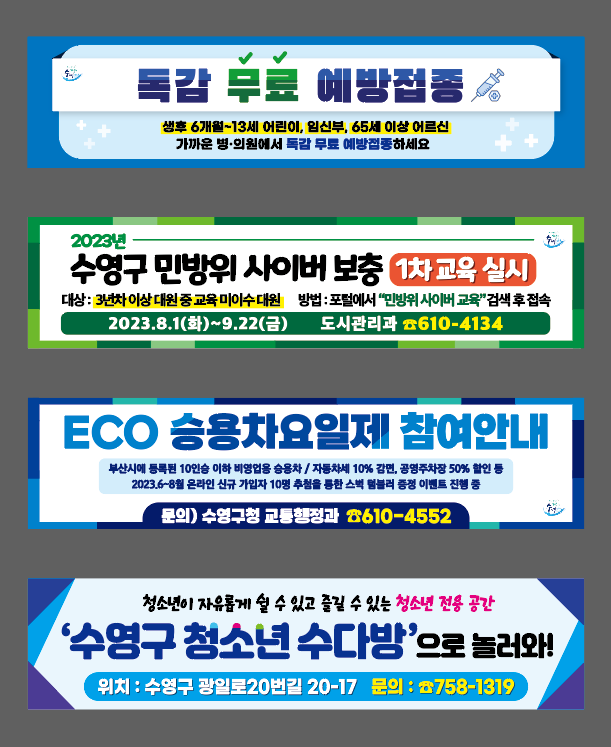 독감 무료 예방접종
생후 6개월~13세 어린이, 임신부, 65세 이상 어르신
가까운 병·의원에서 독감 무료 예방접종하세요
2023년
수영구 민방위 사이버 보충 1차 교육 실시
대상 : 3년차 이상 대원 중 교육 미이수 대원 방법 : 포털에서 “민방위 사이버 교육” 검색 후 접속
2023.8.1(화)~9.22(금) 도시관리과 ☎610-4134
ECO 승용차요일제 참여안내
부산시에 등록된 10인승 이하 비영업용 승용차 / 자동차세 10% 감면, 공영주차장 50% 할인 등
2023.6~8월 온라인 신규 가입자 10명 추첨을 통한 스벅 텀블러 증정 이벤트 진행 중
문의) 수영구청 교통행정과 ☎610-4552
청소년이 자유롭게 쉴 수 있고 즐길 수 있는 청소년 전용 공간
‘수영구 청소년 수다방’으로 놀러와!
위치 : 수영구 광일로20번길 20-17 문의 : ☎758-1319